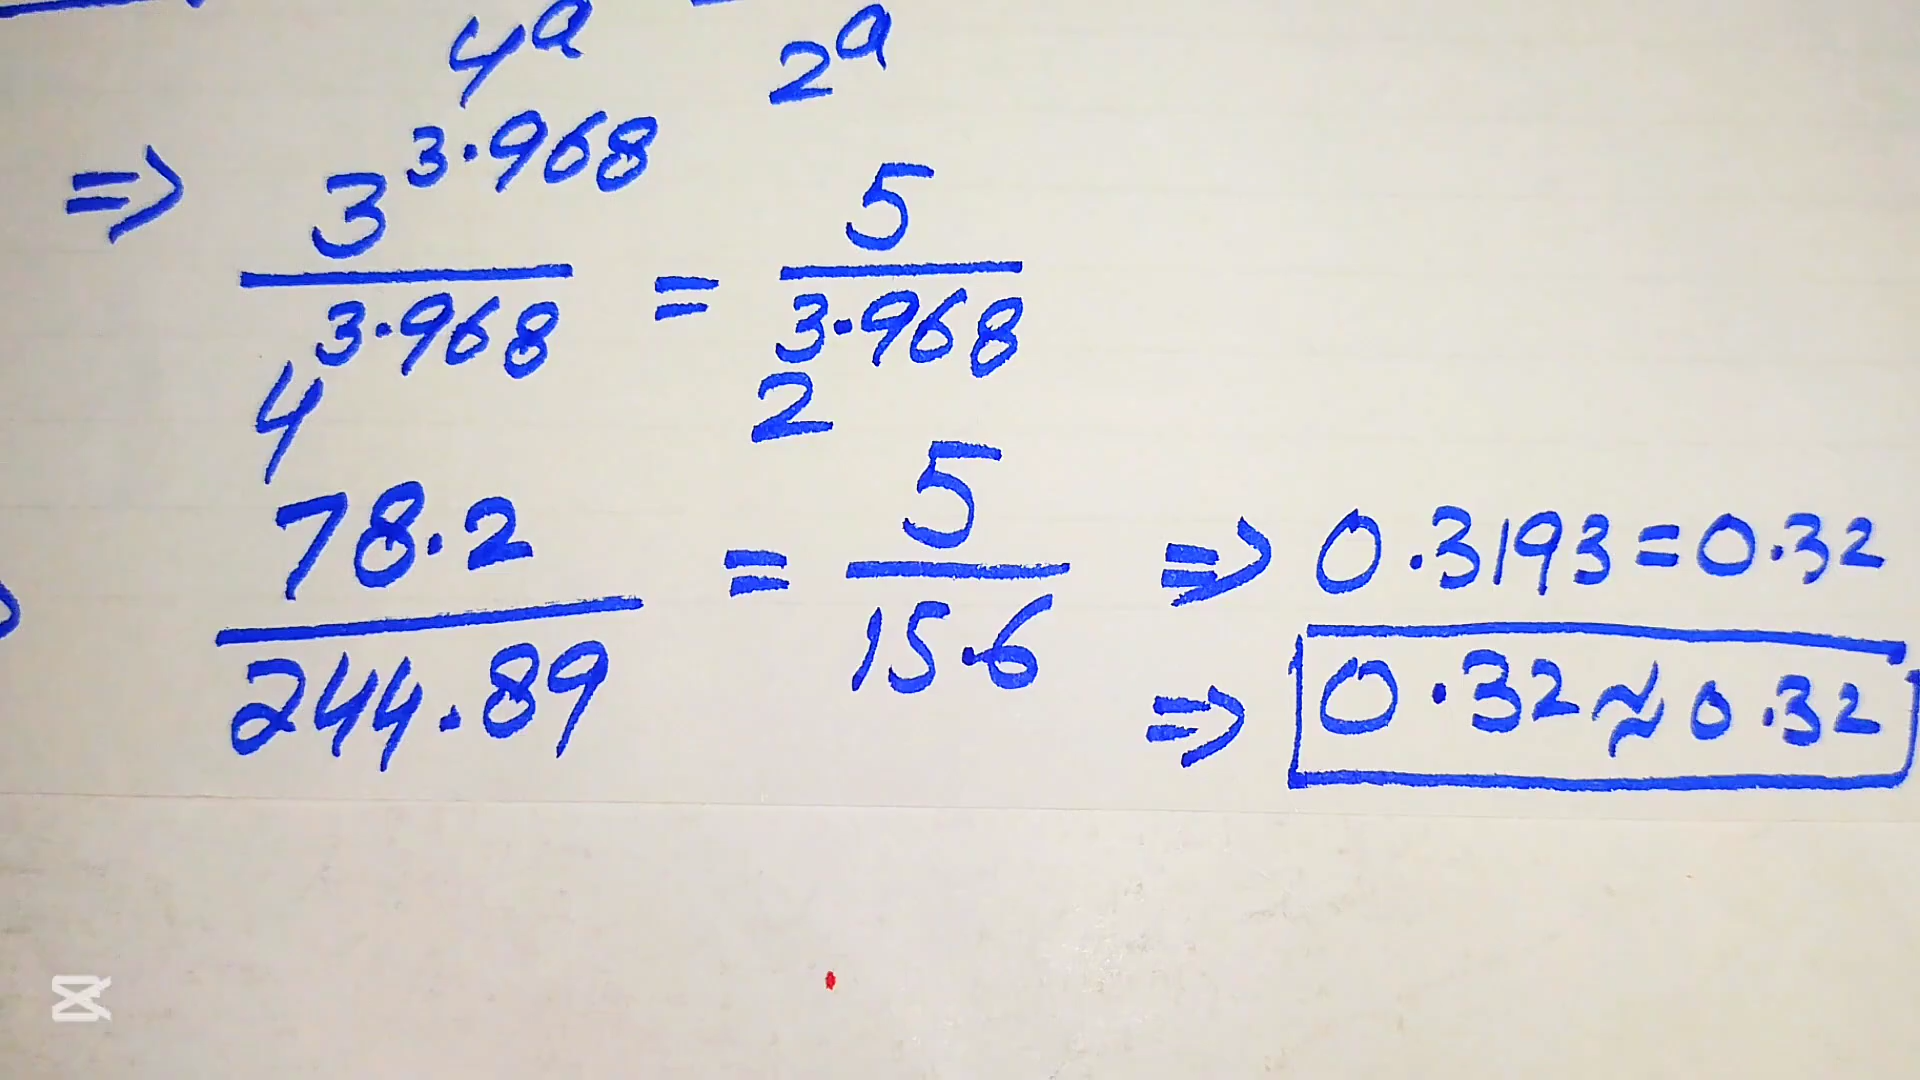 4^a 2^a
=> 3^3.968 / 4^3.968 = 5 / 2^3.968
78.2 / 244.89 = 5 / 15.6 => 0.3193 = 0.32
=> 0.32 ≈ 0.32